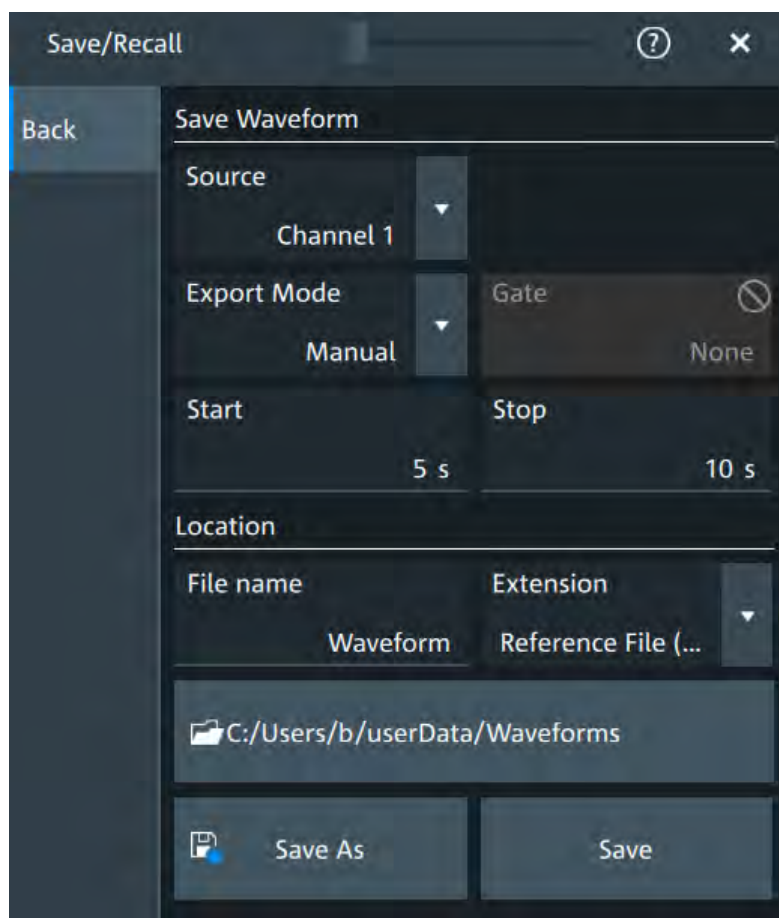 Save/Recall
Back
Save Waveform
Source
Channel 1
Export Mode
Manual
Gate
None
Start
5 s
Stop
10 s
Location
File name
Waveform
Extension
Reference File (...
C:/Users/b/userData/Waveforms
Save As
Save